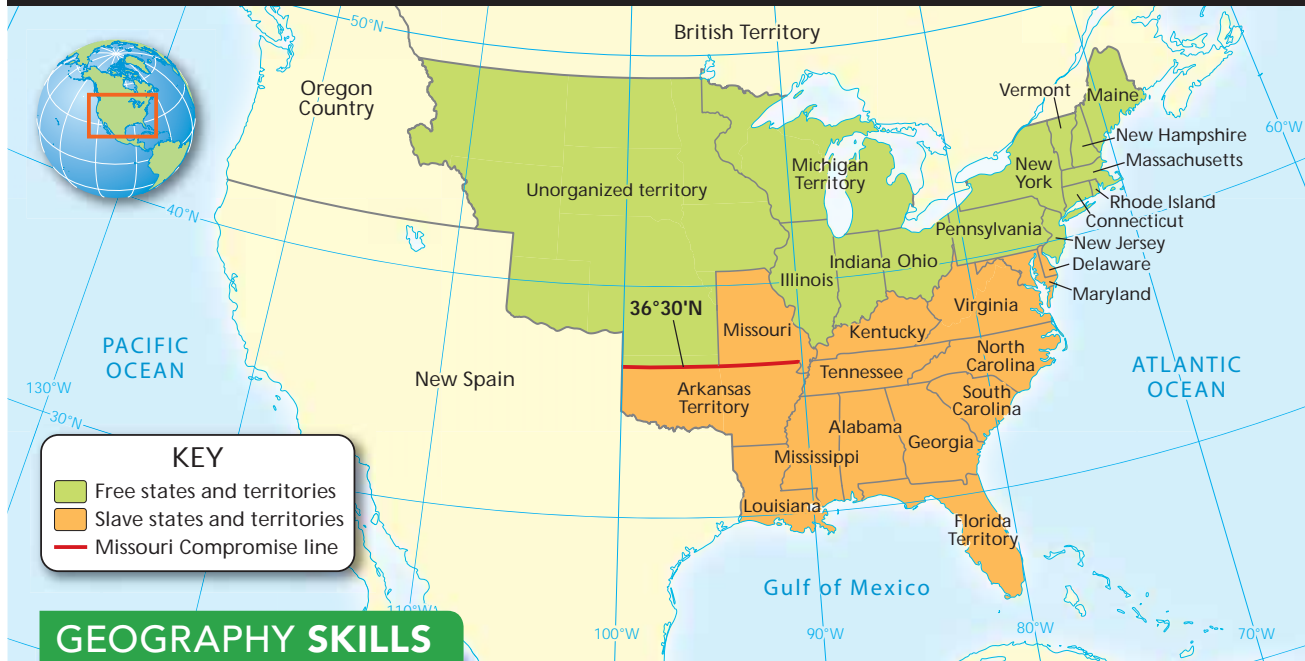 50°N
British Territory
Oregon
Country
Vermont
Maine
New Hampshire
60°W
Massachusetts
Michigan
Territory
New
York
Unorganized territory
Rhode Island
Connecticut
40°N
Pennsylvania
New Jersey
Indiana
Ohio
Delaware
Illinois
Maryland
36°30'N
Virginia
Missouri
Kentucky
PACIFIC
OCEAN
North
Carolina
ATLANTIC
OCEAN
New Spain
Tennessee
130°W
Arkansas
Territory
South
Carolina
30°N
Alabama
Georgia
KEY
Mississippi
Free states and territories
Louisiana
Slave states and territories
Florida
Territory
Missouri Compromise line
Gulf of Mexico
110°W
GEOGRAPHY SKILLS
100°W
90°W
80°W
70°W